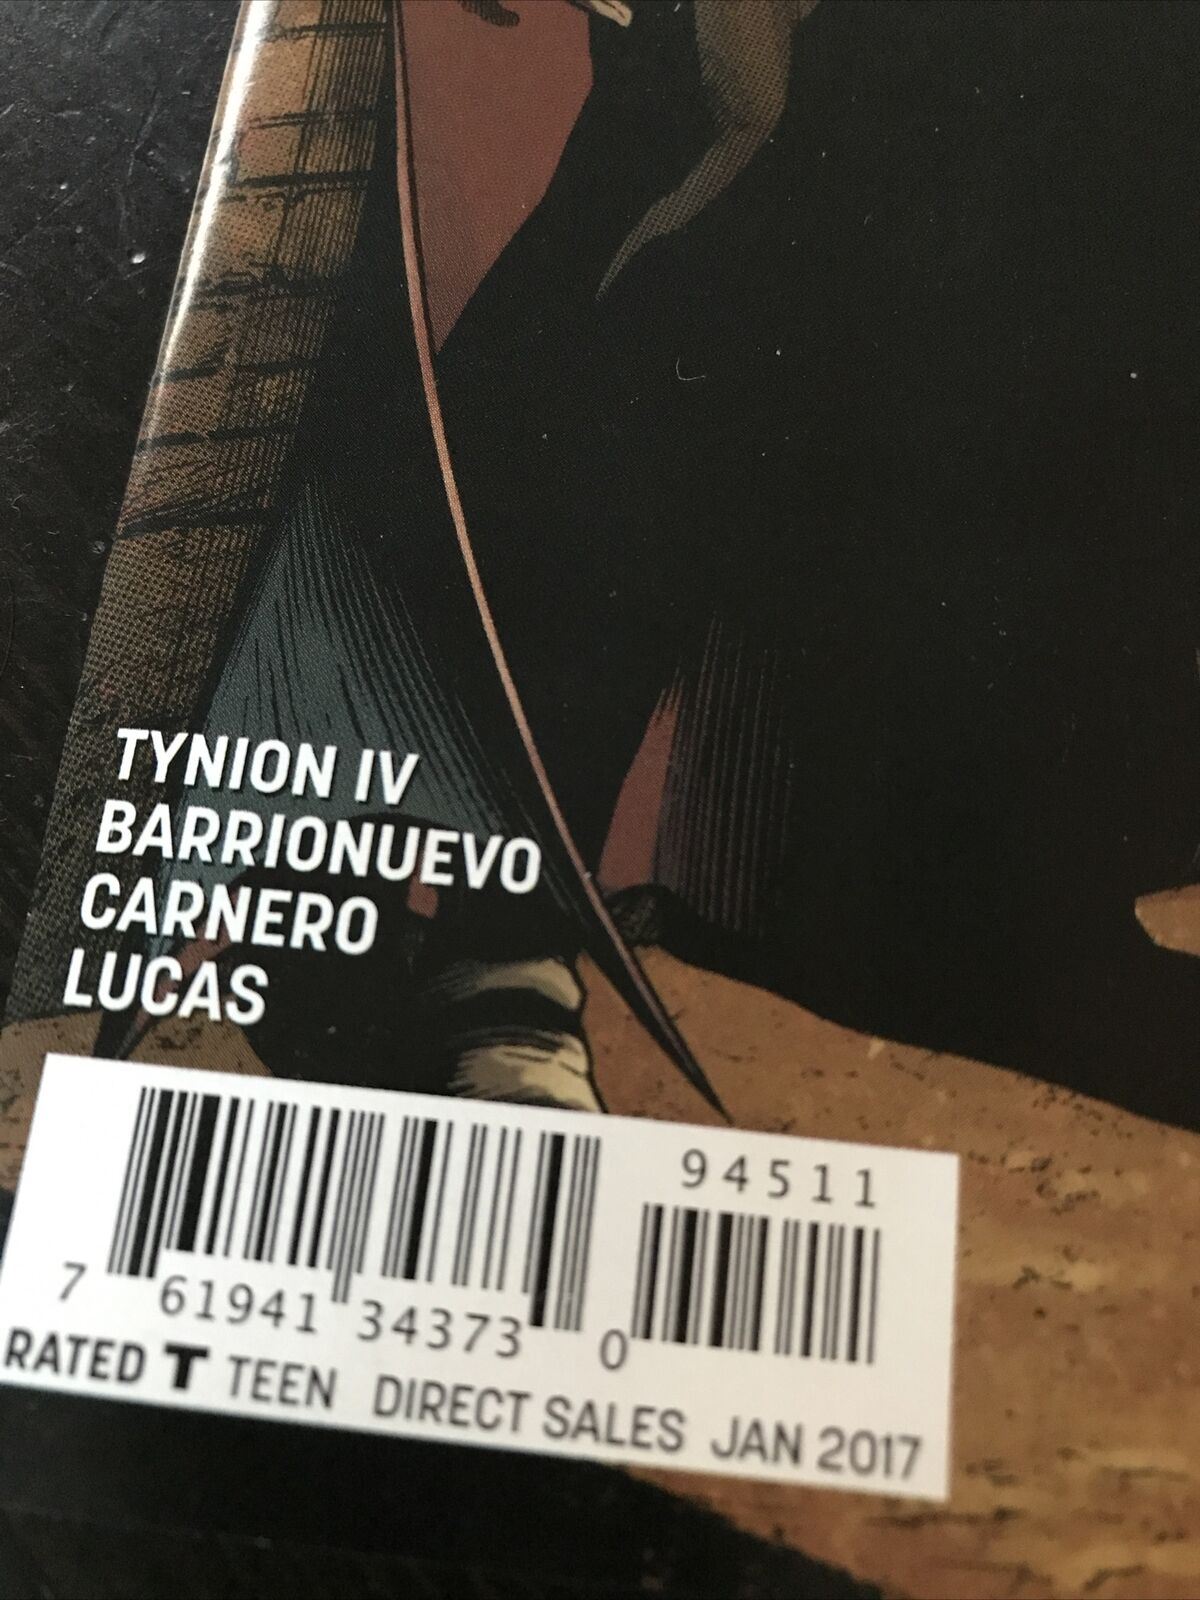 TYNION IV
BARRIONUEVO
CARNERO
LUCAS
94511
7 61941 34373 0
RATED T TEEN DIRECT SALES JAN 2017